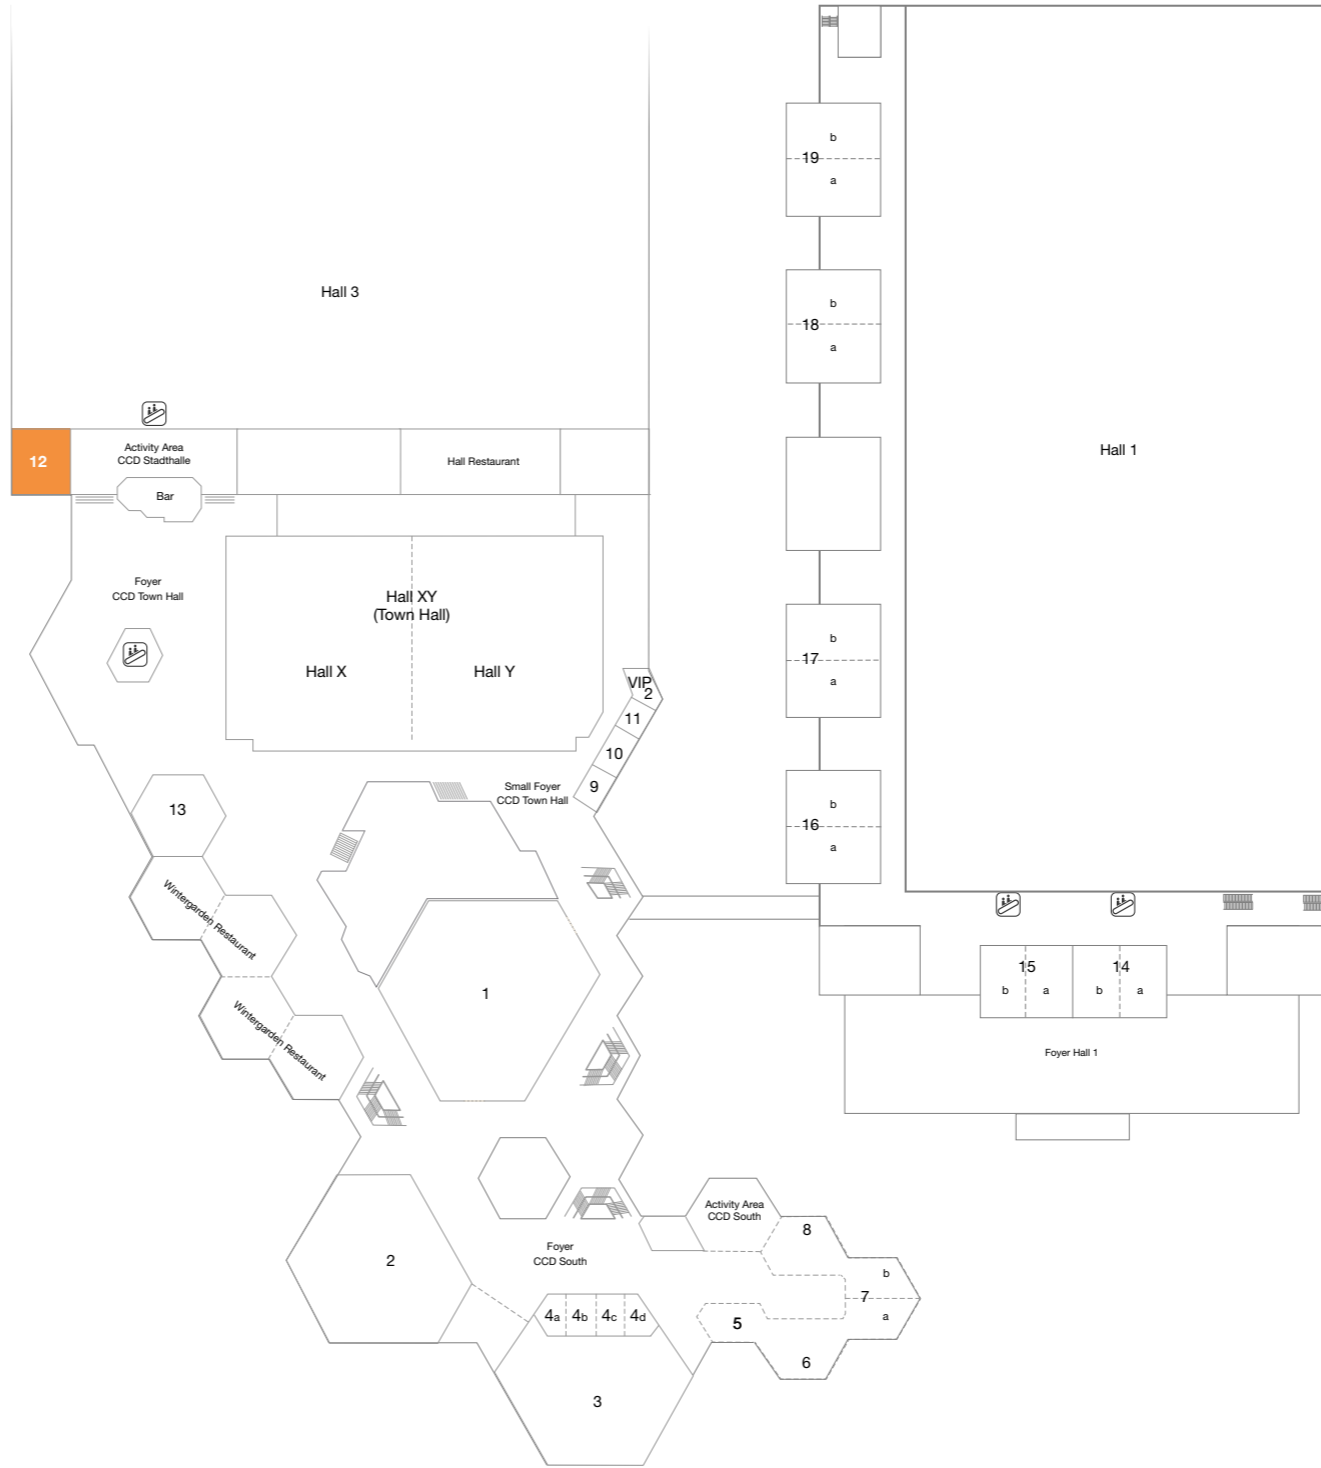 b
19
a
Hall 3
b
18
a
Hall 1
12
Activity Area
CCD Stadthalle
Hall Restaurant
Bar
Foyer
CCD Town Hall
Hall XY
(Town Hall)
Hall X
Hall Y
b
17
a
VIP
2
11
10
9
Small Foyer
CCD Town Hall
13
b
16
a
Wintergarden Restaurant
Wintergarden Restaurant
1
15
14
b
a
b
a
Foyer Hall 1
Activity Area
CCD South
8
2
Foyer
CCD South
b
7
a
4a
4b
4c
4d
5
6
3